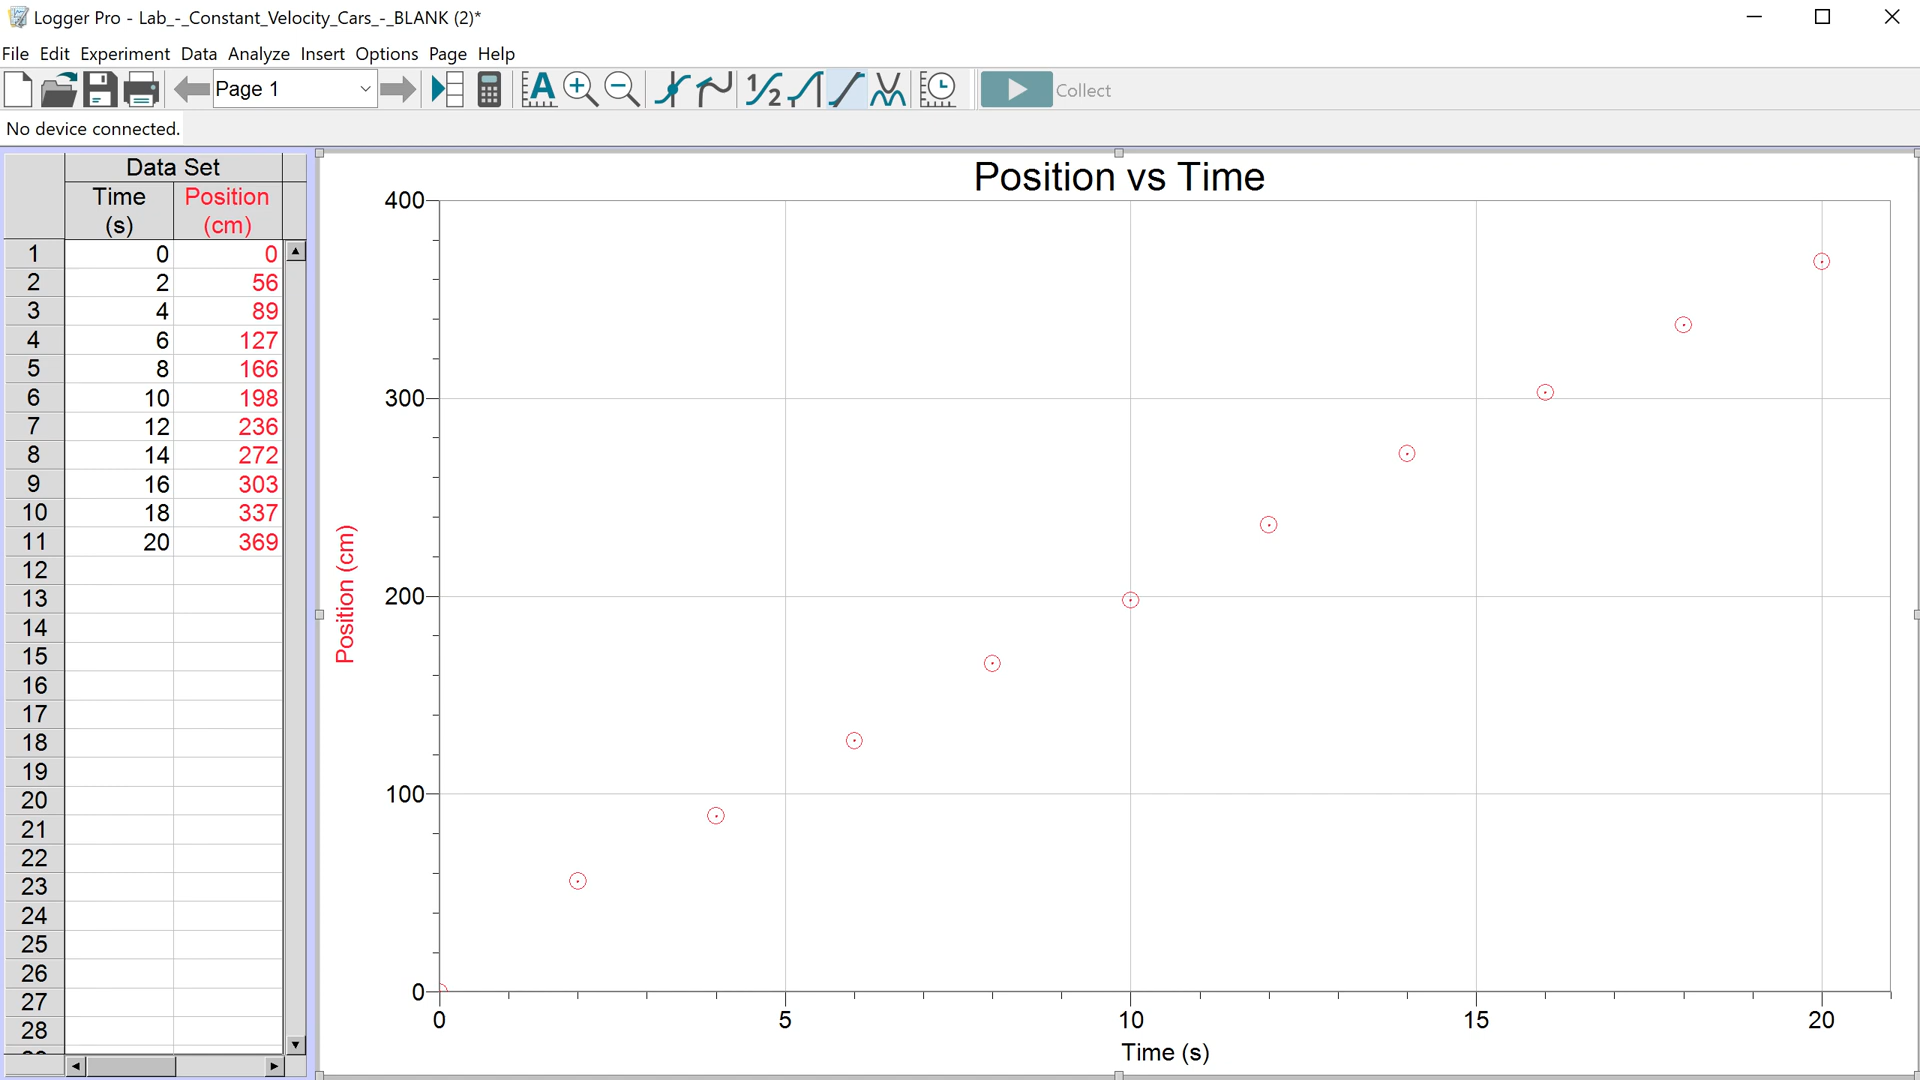 Logger Pro - Lab_-_Constant_Velocity_Cars_-_BLANK (2)*
File Edit Experiment Data Analyze Insert Options Page Help
Page 1
Collect
No device connected.
Data Set
Time Position
(s) (cm)
1 0 0
2 2 56
3 4 89
4 6 127
5 8 166
6 10 198
7 12 236
8 14 272
9 16 303
10 18 337
11 20 369
12
13
14
15
16
17
18
19
20
21
22
23
24
25
26
27
28
Position vs Time
400
300
200
100
0
Position (cm)
0 5 10 15 20
Time (s)